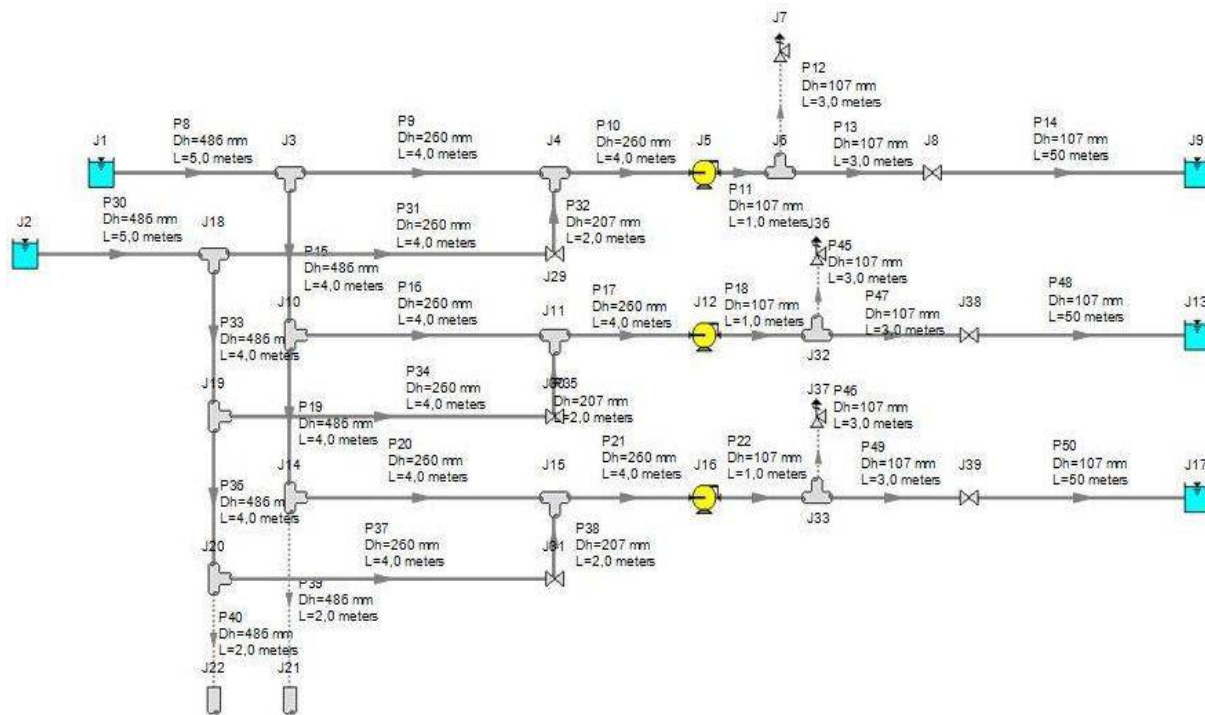 J7
P12
Dh=107 mm
L=3,0 meters
J1
P8
Dh=486 mm
L=5,0 meters
J3
P9
Dh=260 mm
L=4,0 meters
J4
P10
Dh=260 mm
L=4,0 meters
J5
J6
P13
Dh=107 mm
L=3,0 meters
J8
P14
Dh=107 mm
L=50 meters
J9
P11
Dh=107 mm
L=1,0 meters
J2
P30
Dh=486 mm
L=5,0 meters
J18
P31
Dh=260 mm
L=4,0 meters
P32
Dh=207 mm
L=2,0 meters
J29
J36
P45
Dh=107 mm
L=3,0 meters
P15
Dh=486 mm
L=4,0 meters
J10
P16
Dh=260 mm
L=4,0 meters
J11
P17
Dh=260 mm
L=4,0 meters
J12
P18
Dh=107 mm
L=1,0 meters
J32
P47
Dh=107 mm
L=3,0 meters
J38
P48
Dh=107 mm
L=50 meters
J13
P33
Dh=486 mm
L=4,0 meters
J19
P34
Dh=260 mm
L=4,0 meters
J30
P35
Dh=207 mm
L=2,0 meters
J37
P46
Dh=107 mm
L=3,0 meters
P19
Dh=486 mm
L=4,0 meters
J14
P20
Dh=260 mm
L=4,0 meters
J15
P21
Dh=260 mm
L=4,0 meters
J16
P22
Dh=107 mm
L=1,0 meters
J33
P49
Dh=107 mm
L=3,0 meters
J39
P50
Dh=107 mm
L=50 meters
J17
P36
Dh=486 mm
L=4,0 meters
J20
P37
Dh=260 mm
L=4,0 meters
J31
P38
Dh=207 mm
L=2,0 meters
P39
Dh=486 mm
L=2,0 meters
P40
Dh=486 mm
L=2,0 meters
J22
J21